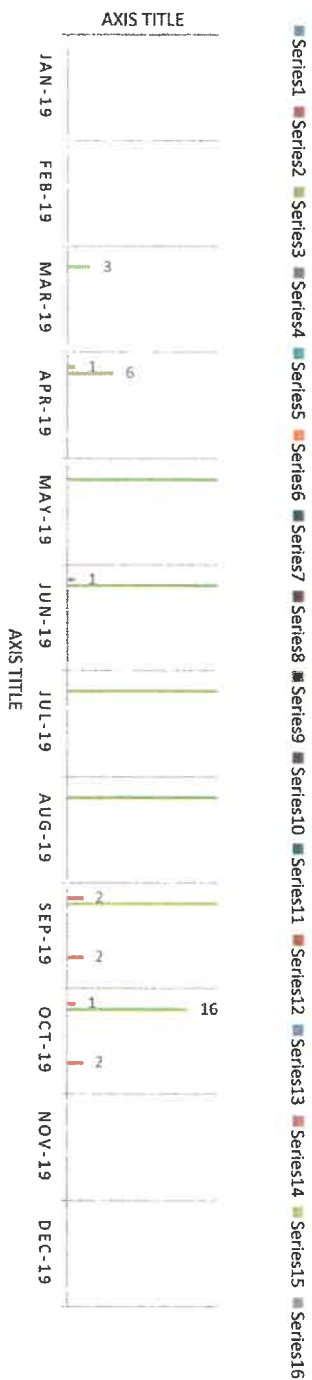 Series1 Series2 Series3 Series4 Series5 Series6 Series7 Series8 Series9 Series10 Series11 Series12 Series13 Series14 Series15 Series16
AXIS TITLE
3
1 6
1
2 2
1 16 2
JAN-19 FEB-19 MAR-19 APR-19 MAY-19 JUN-19 JUL-19 AUG-19 SEP-19 OCT-19 NOV-19 DEC-19
AXIS TITLE